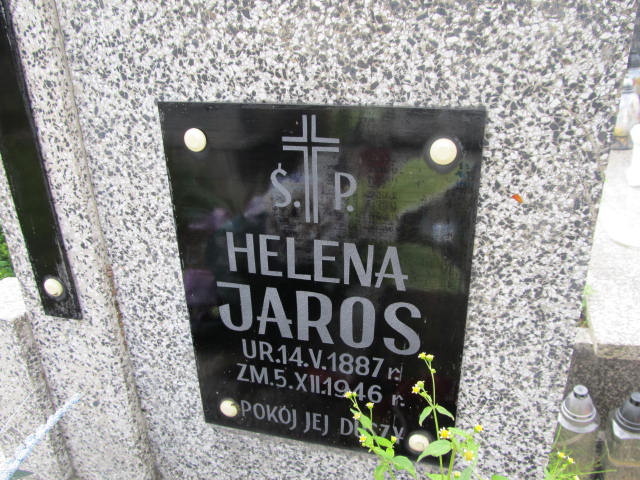 Ś. P.
HELENA
JAROS
UR.14.V.1887 r.
ZM.5.XII.1946 r.
POKÓJ JEJ DUSZY